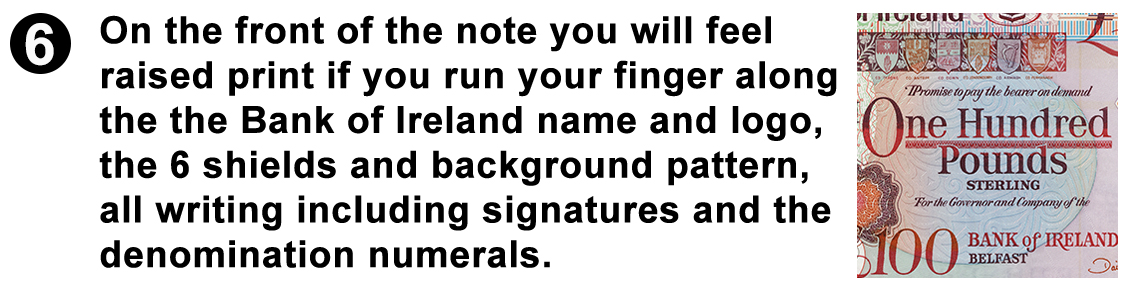 6
On the front of the note you will feel
raised print if you run your finger along
the the Bank of Ireland name and logo,
the 6 shields and background pattern,
all writing including signatures and the
denomination numerals.
Ireland
I Promise to pay the bearer on demand
One Hundred
Pounds
STERLING
For the Governor and Company of the
£100
BANK of IRELAND
BELFAST